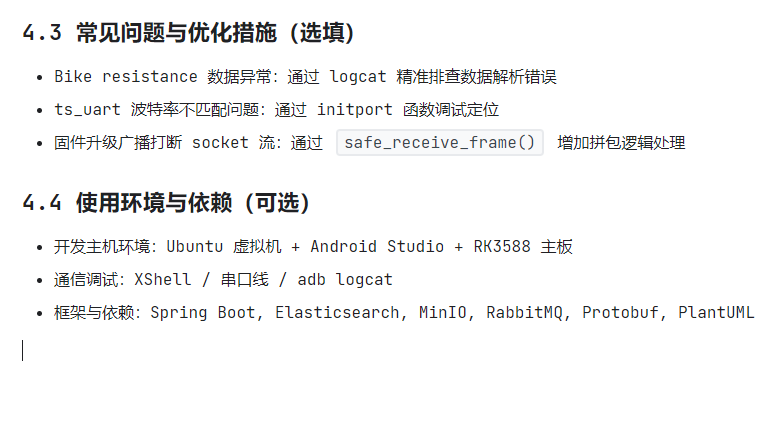 4.3 常见问题与优化措施（选填）
• Bike resistance 数据异常：通过 logcat 精准排查数据解析错误
• ts_uart 波特率不匹配问题：通过 initport 函数调试定位
• 固件升级广播打断 socket 流：通过 safe_receive_frame() 增加拼包逻辑处理
4.4 使用环境与依赖（可选）
• 开发主机环境：Ubuntu 虚拟机 + Android Studio + RK3588 主板
• 通信调试：XShell / 串口线 / adb logcat
• 框架与依赖：Spring Boot, Elasticsearch, MinIO, RabbitMQ, Protobuf, PlantUML